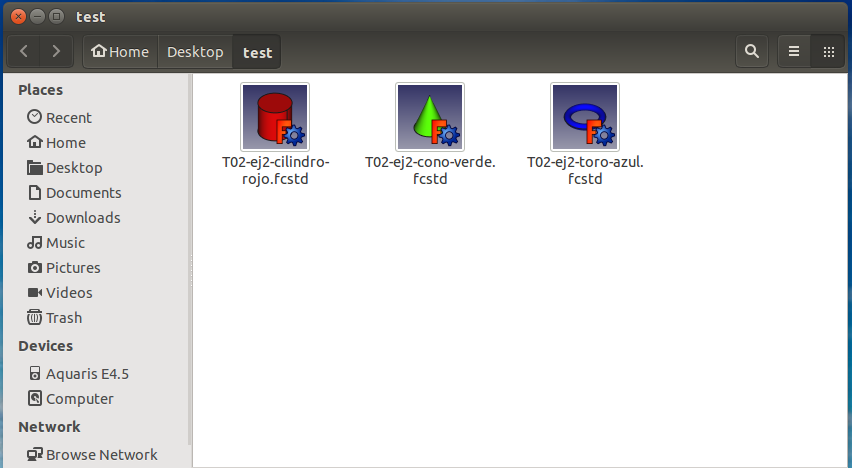 test
Home
Desktop
test
Places
Recent
Home
Desktop
Documents
Downloads
Music
Pictures
Videos
Trash
Devices
Aquaris E4.5
Computer
Network
Browse Network
T02-ej2-cilindro-
rojo.fcstd
T02-ej2-cono-verde.
fcstd
T02-ej2-toro-azul.
fcstd